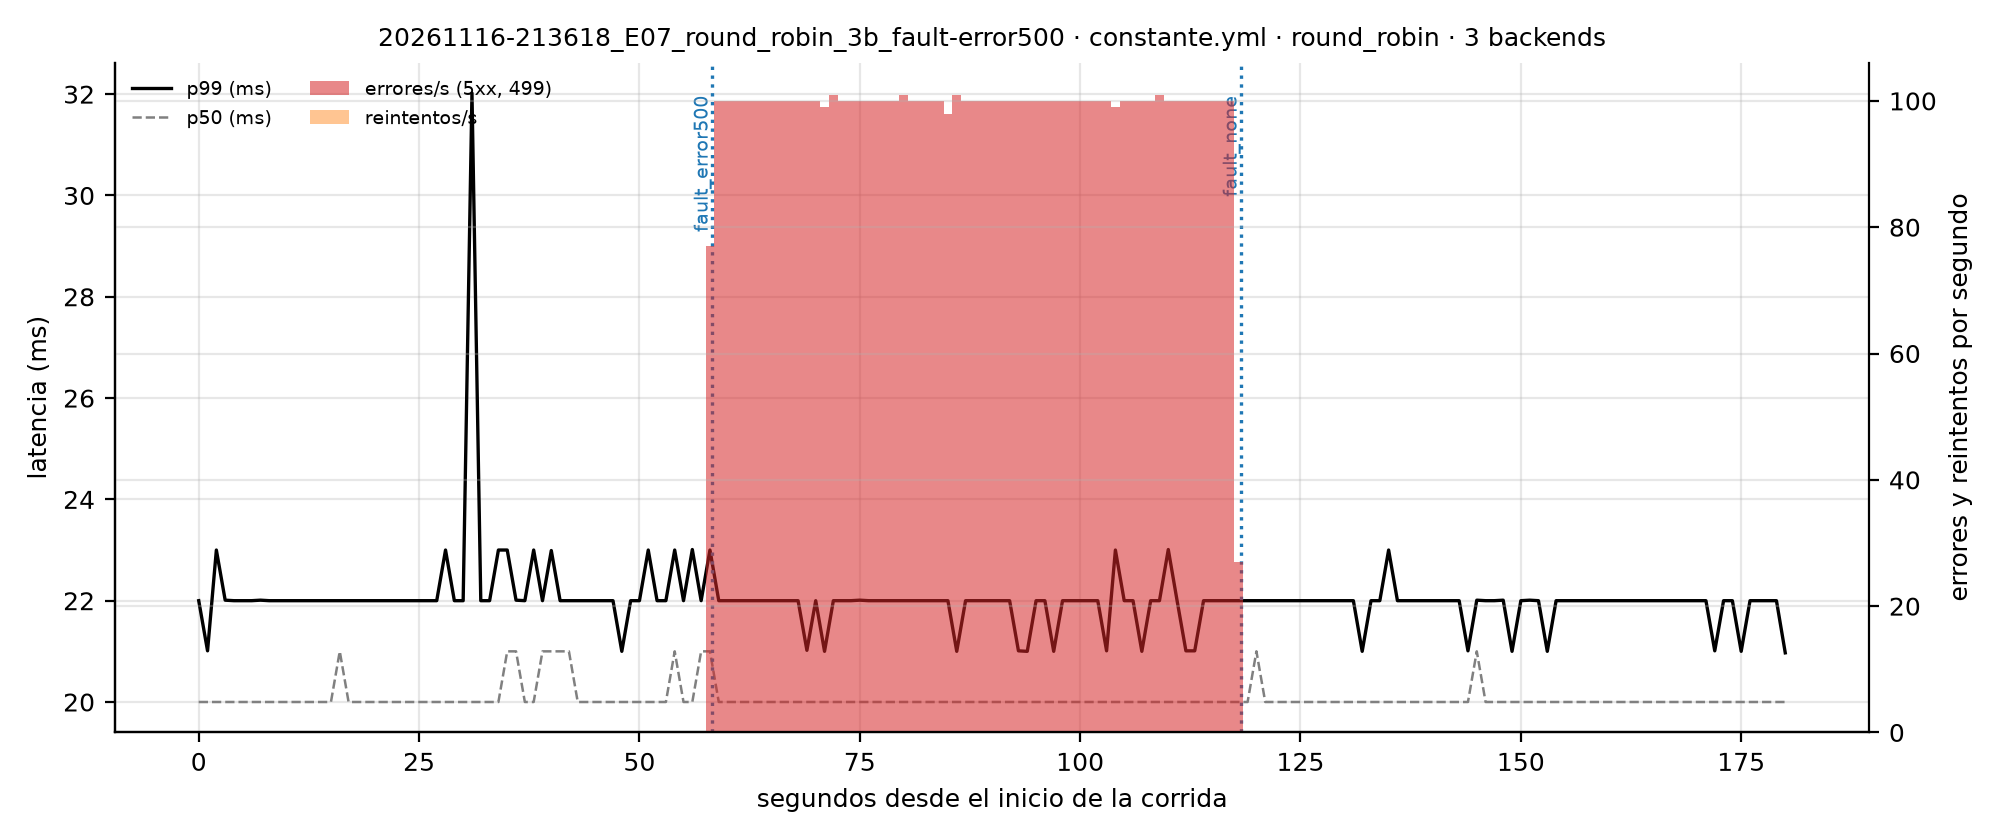 20261116-213618_E07_round_robin_3b_fault-error500 · constante.yml · round_robin · 3 backends
p99 (ms)
p50 (ms)
errores/s (5xx, 499)
reintentos/s
fault_error500
fault_none
latencia (ms)
32
30
28
26
24
22
20
errores y reintentos por segundo
100
80
60
40
20
0
0 25 50 75 100 125 150 175
segundos desde el inicio de la corrida